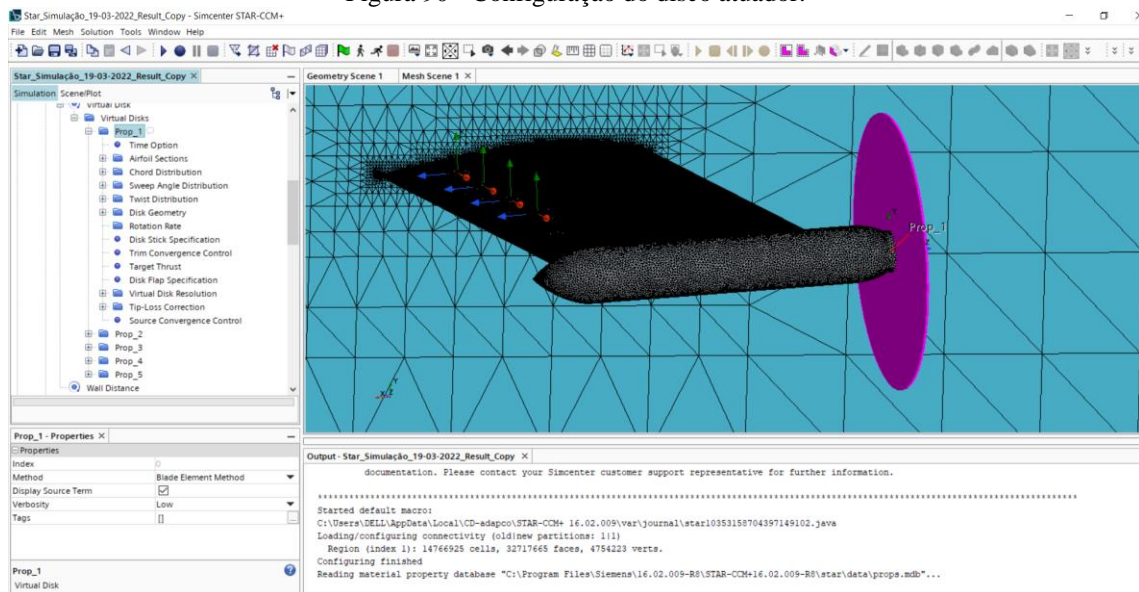 Figura 90 - Configuração do disco atuador.
Star_Simulação_19-03-2022_Result_Copy - Simcenter STAR-CCM+
File Edit Mesh Solution Tools Window Help
Star_Simulação_19-03-2022_Result_Copy
Simulation Scene/Plot
Virtual Disk
Virtual Disks
Prop_1
Time Option
Airfoil Sections
Chord Distribution
Sweep Angle Distribution
Twist Distribution
Disk Geometry
Rotation Rate
Disk Stick Specification
Trim Convergence Control
Target Thrust
Disk Flap Specification
Virtual Disk Resolution
Tip-Loss Correction
Source Convergence Control
Prop_2
Prop_3
Prop_4
Prop_5
Wall Distance
Prop_1 - Properties
Properties
Index 0
Method Blade Element Method
Display Source Term
Verbosity Low
Tags []
Prop_1
Virtual Disk
Geometry Scene 1 Mesh Scene 1
Prop_1
Output - Star_Simulação_19-03-2022_Result_Copy
documentation. Please contact your Simcenter customer support representative for further information.
Started default macro:
C:\Users\DELL\AppData\Local\CD-adapco\STAR-CCM+ 16.02.009\var\journal\star10353158704397149102.java
Loading/configuring connectivity (old|new partitions: 1|1)
Region (index 1): 14766925 cells, 32717665 faces, 4754223 verts.
Configuring finished
Reading material property database "C:\Program Files\Siemens\16.02.009-R8\STAR-CCM+16.02.009-R8\star\data\props.mdb"...